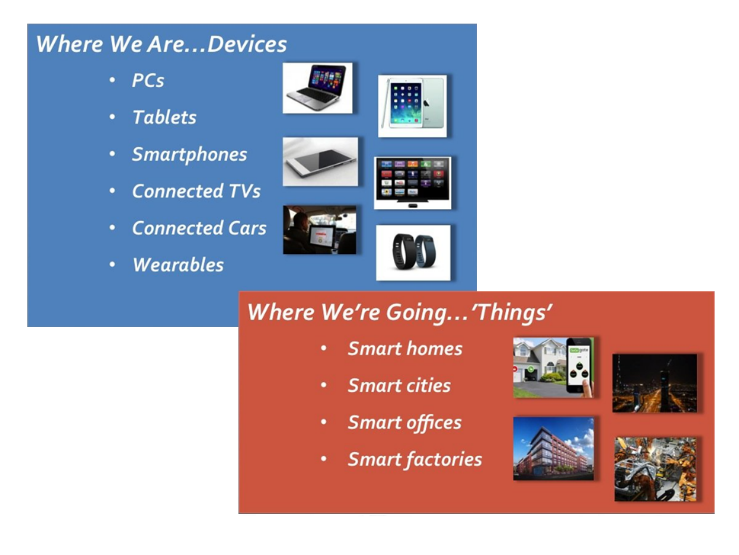 Where We Are...Devices
• PCs
• Tablets
• Smartphones
• Connected TVs
• Connected Cars
• Wearables
Where We're Going...'Things'
• Smart homes
• Smart cities
• Smart offices
• Smart factories